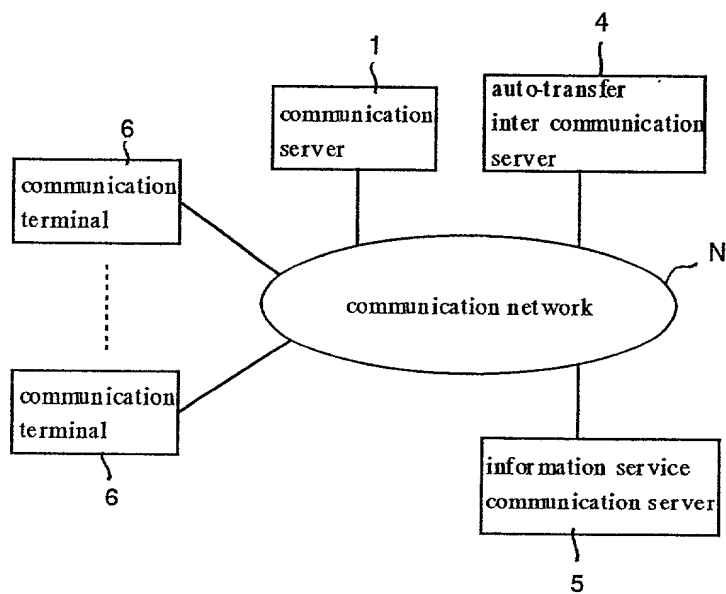 1
communication
server
4
auto-transfer
inter communication
server
6
communication
terminal
N
communication network
communication
terminal
6
information service
communication server
5